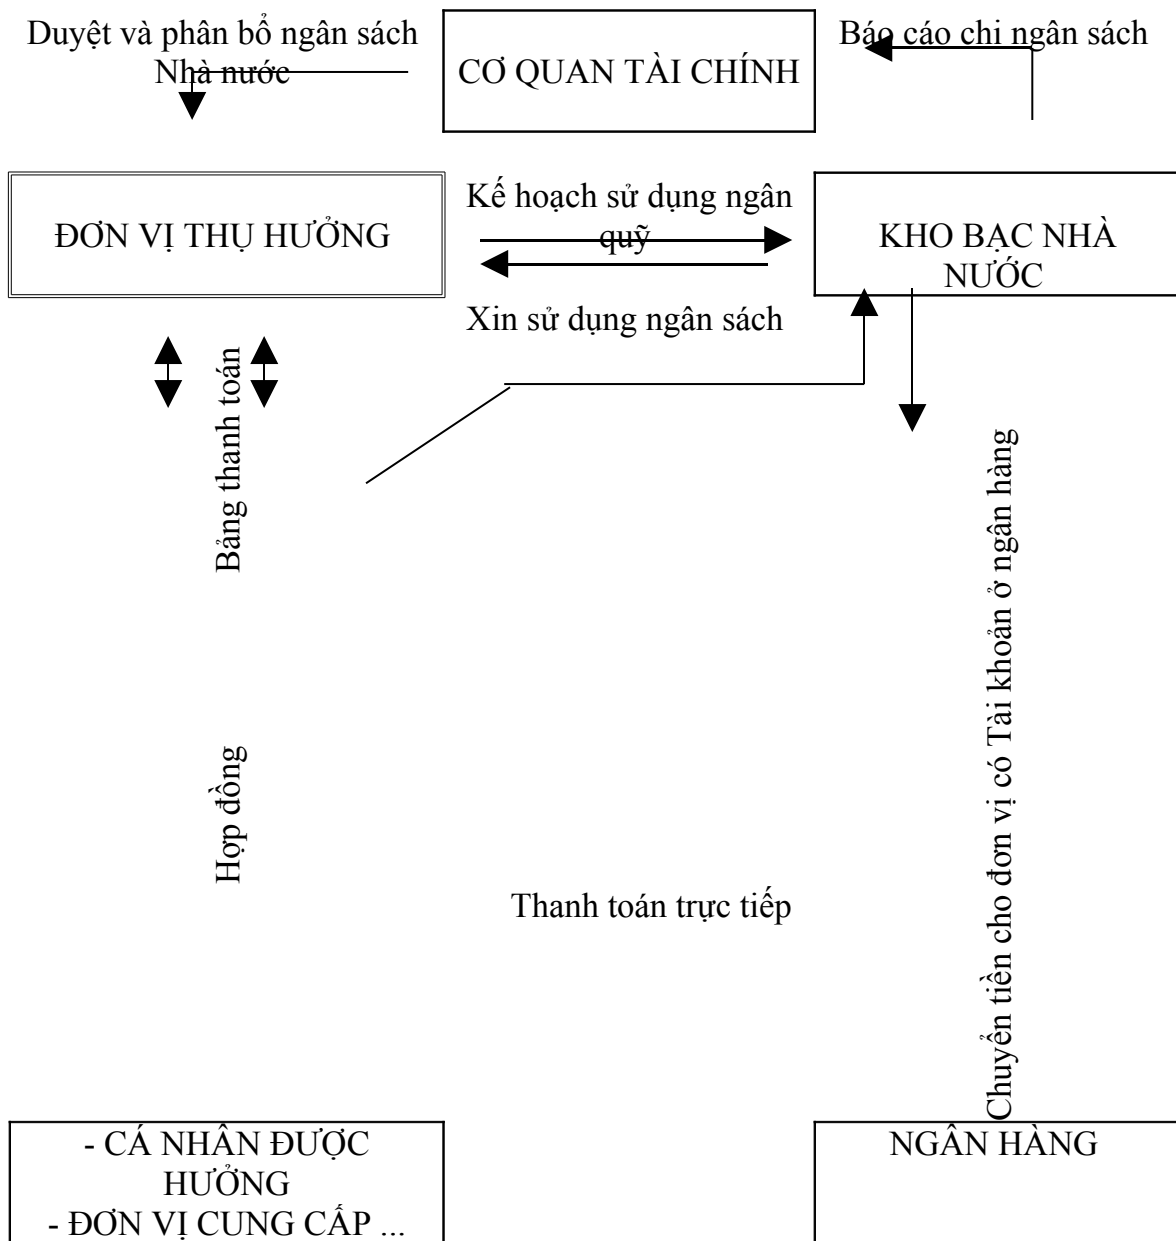 Duyệt và phân bổ ngân sách
Nhà nước
CƠ QUAN TÀI CHÍNH
Báo cáo chi ngân sách
ĐƠN VỊ THỤ HƯỞNG
Kế hoạch sử dụng ngân
quỹ
Xin sử dụng ngân sách
KHO BẠC NHÀ
NƯỚC
Bảng thanh toán
Hợp đồng
Thanh toán trực tiếp
Chuyển tiền cho đơn vị có Tài khoản ở ngân hàng
- CÁ NHÂN ĐƯỢC
HƯỞNG
- ĐƠN VỊ CUNG CẤP ...
NGÂN HÀNG